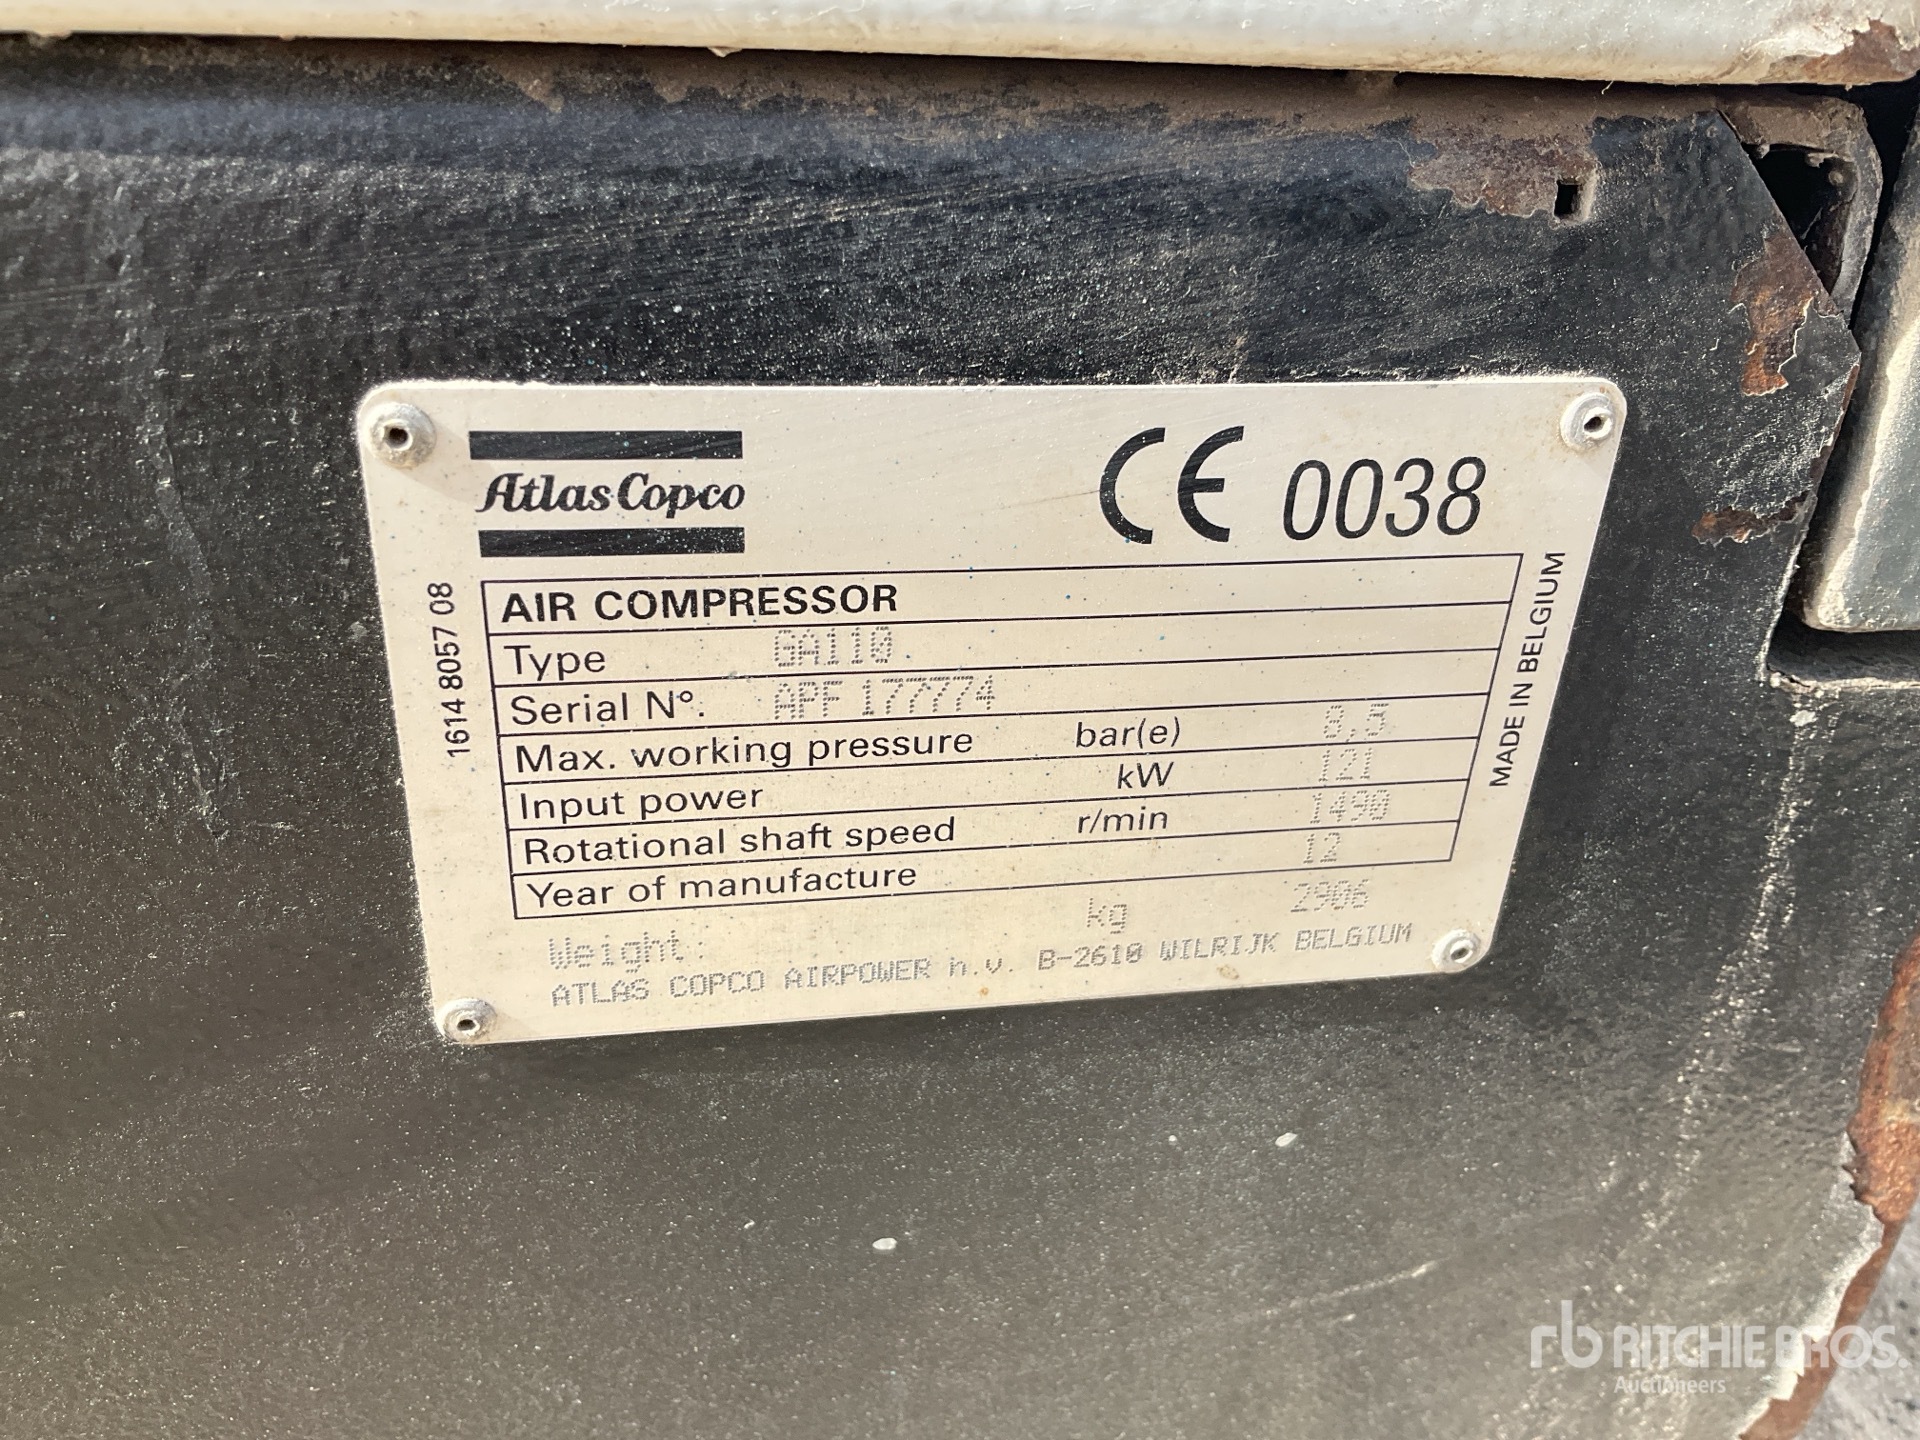 Atlas Copco
CE 0038
AIR COMPRESSOR
Type GA110
Serial N°. APF 177774
Max. working pressure bar(e) 8,5
Input power kW 121
Rotational shaft speed r/min 1490
Year of manufacture 12
Weight: kg 2906
ATLAS COPCO AIRPOWER n.v. B-2610 WILRIJK BELGIUM
1614 8057 08
MADE IN BELGIUM
rb RITCHIE BROS.
Auctioneers